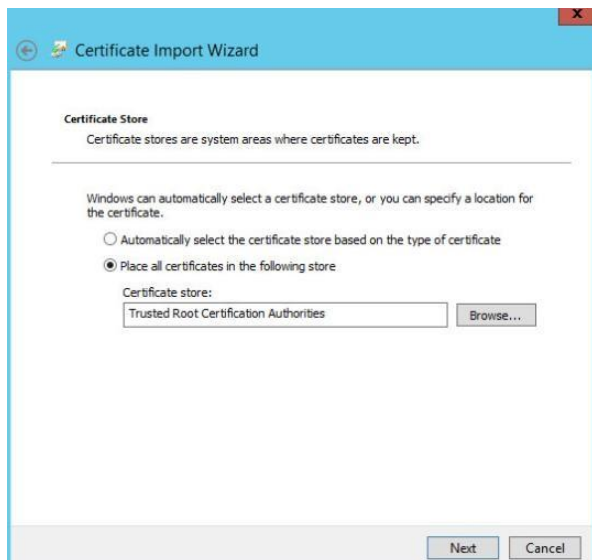 x
Certificate Import Wizard
Certificate Store
Certificate stores are system areas where certificates are kept.
Windows can automatically select a certificate store, or you can specify a location for
the certificate.
Automatically select the certificate store based on the type of certificate
Place all certificates in the following store
Certificate store:
Trusted Root Certification Authorities
Browse...
Next
Cancel